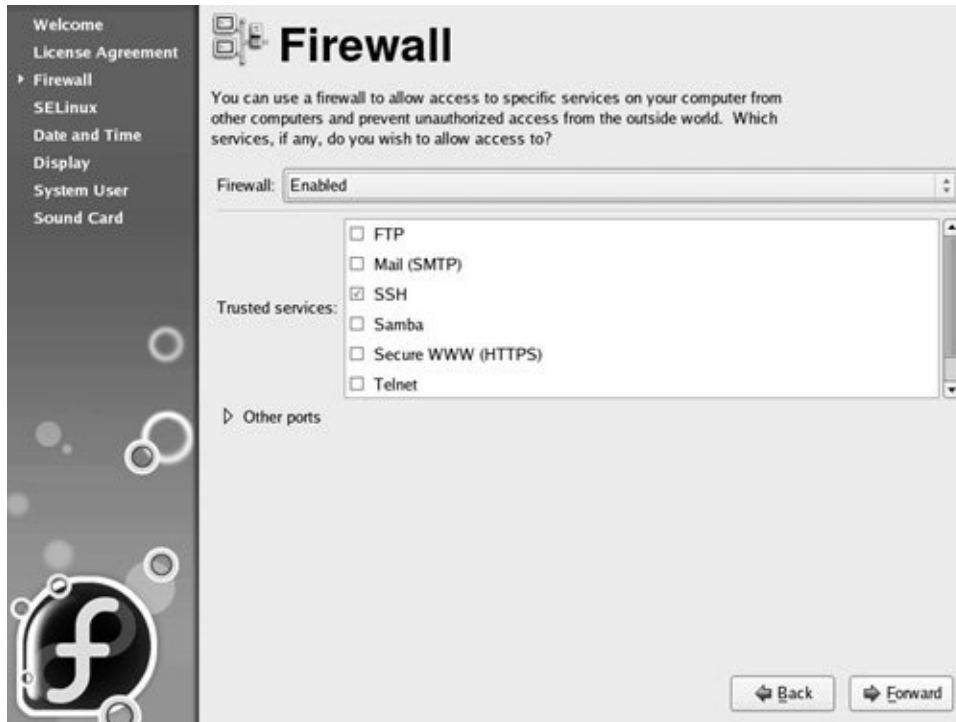 Welcome
License Agreement
Firewall
SELinux
Date and Time
Display
System User
Sound Card
Firewall
You can use a firewall to allow access to specific services on your computer from
other computers and prevent unauthorized access from the outside world. Which
services, if any, do you wish to allow access to?
Firewall: Enabled
Trusted services:
FTP
Mail (SMTP)
SSH
Samba
Secure WWW (HTTPS)
Telnet
Other ports
Back
Forward